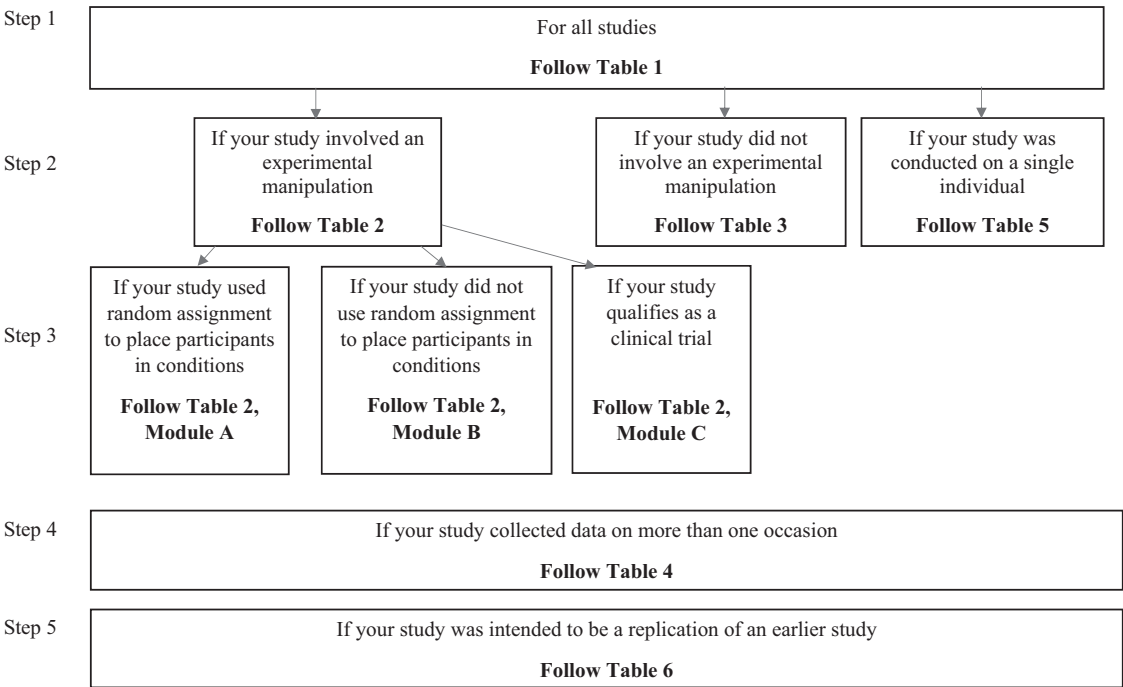 Step 1
For all studies
Follow Table 1
Step 2
If your study involved an
experimental
manipulation
Follow Table 2
If your study did not
involve an experimental
manipulation
Follow Table 3
If your study was
conducted on a single
individual
Follow Table 5
Step 3
If your study used
random assignment
to place participants
in conditions
Follow Table 2,
Module A
If your study did not
use random assignment
to place participants in
conditions
Follow Table 2,
Module B
If your study
qualifies as a
clinical trial
Follow Table 2,
Module C
Step 4
If your study collected data on more than one occasion
Follow Table 4
Step 5
If your study was intended to be a replication of an earlier study
Follow Table 6